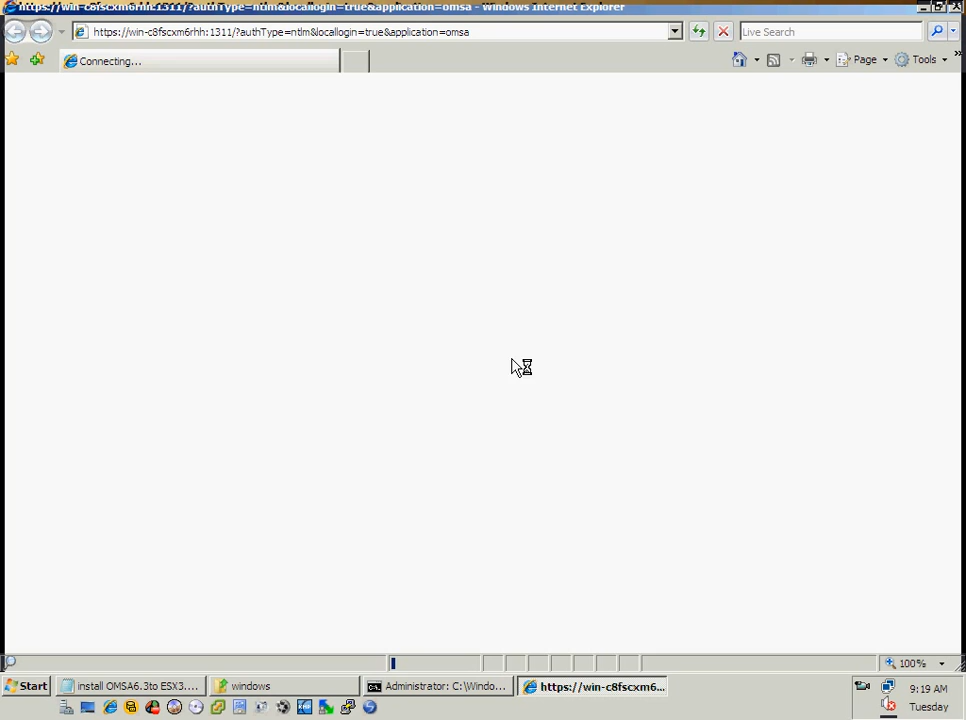 https://win-c8fscxm6rhh:1311/?authType=ntlm&locallogin=true&application=omsa - Windows Internet Explorer
https://win-c8fscxm6rhh:1311/?authType=ntlm&locallogin=true&application=omsa
Live Search
Connecting...
Page
Tools
100%
Start
install OMSA6.3to ESX3....
windows
Administrator: C:\Windo...
https://win-c8fscxm6...
9:19 AM
Tuesday